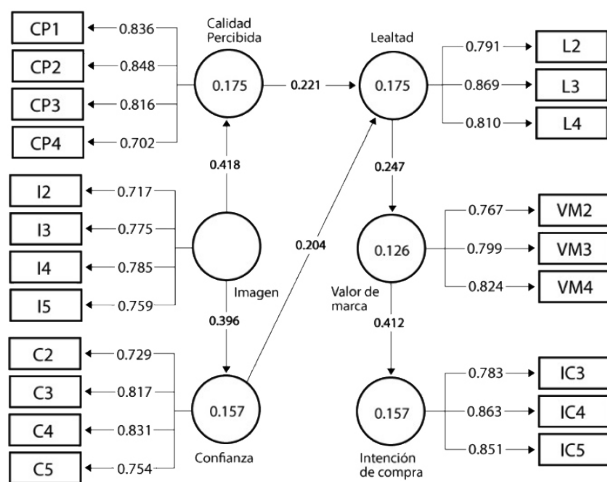 Calidad
Percibida
Lealtad
CP1
0.836
CP2
0.848
CP3
0.816
CP4
0.702
0.175
0.221
0.175
0.791
L2
0.869
L3
0.810
L4
0.418
0.247
I2
0.717
I3
0.775
I4
0.785
I5
0.759
Imagen
0.204
0.126
Valor de
marca
0.767
VM2
0.799
VM3
0.824
VM4
0.396
0.412
C2
0.729
C3
0.817
C4
0.831
C5
0.754
0.157
Confianza
0.157
Intención
de compra
0.783
IC3
0.863
IC4
0.851
IC5